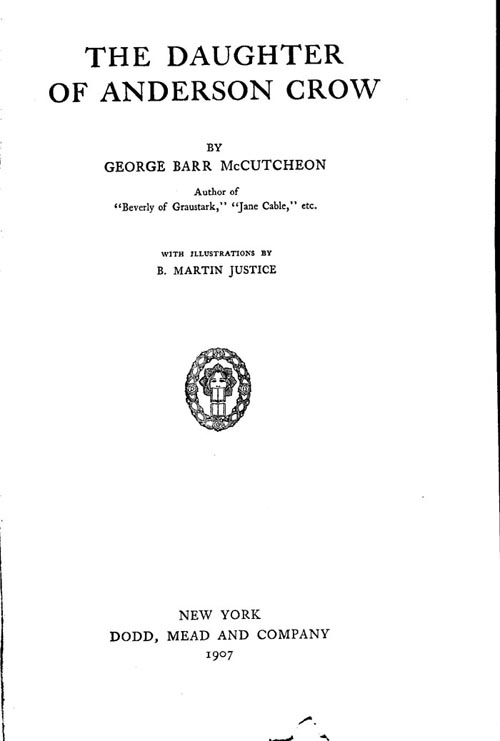 THE DAUGHTER
OF ANDERSON CROW
BY
GEORGE BARR McCUTCHEON
Author of
"Beverly of Graustark," "Jane Cable," etc.
WITH ILLUSTRATIONS BY
B. MARTIN JUSTICE
NEW YORK
DODD, MEAD AND COMPANY
1907